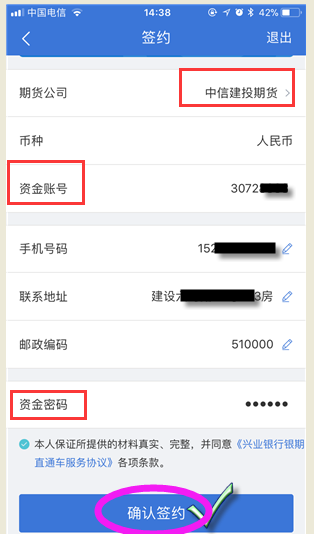 中国电信 14:38 42%
签约 退出
期货公司 中信建投期货
币种 人民币
资金账号 30728
手机号码 152
联系地址 建设 3房
邮政编码 510000
资金密码 ••••••
本人保证所提供的材料真实、完整，并同意《兴业银行银期
直通车服务协议》各项条款。
确认签约